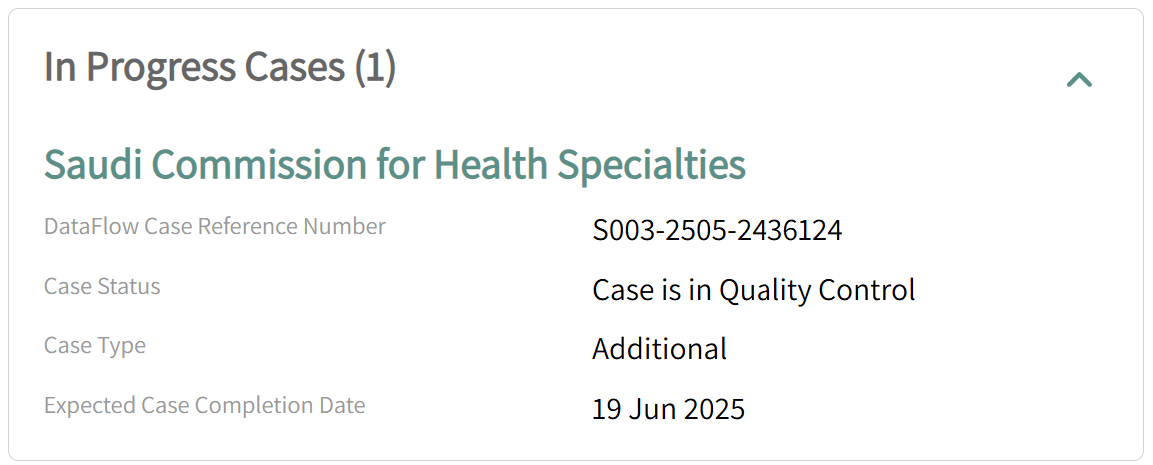 In Progress Cases (1)
Saudi Commission for Health Specialties
DataFlow Case Reference Number S003-2505-2436124
Case Status Case is in Quality Control
Case Type Additional
Expected Case Completion Date 19 Jun 2025